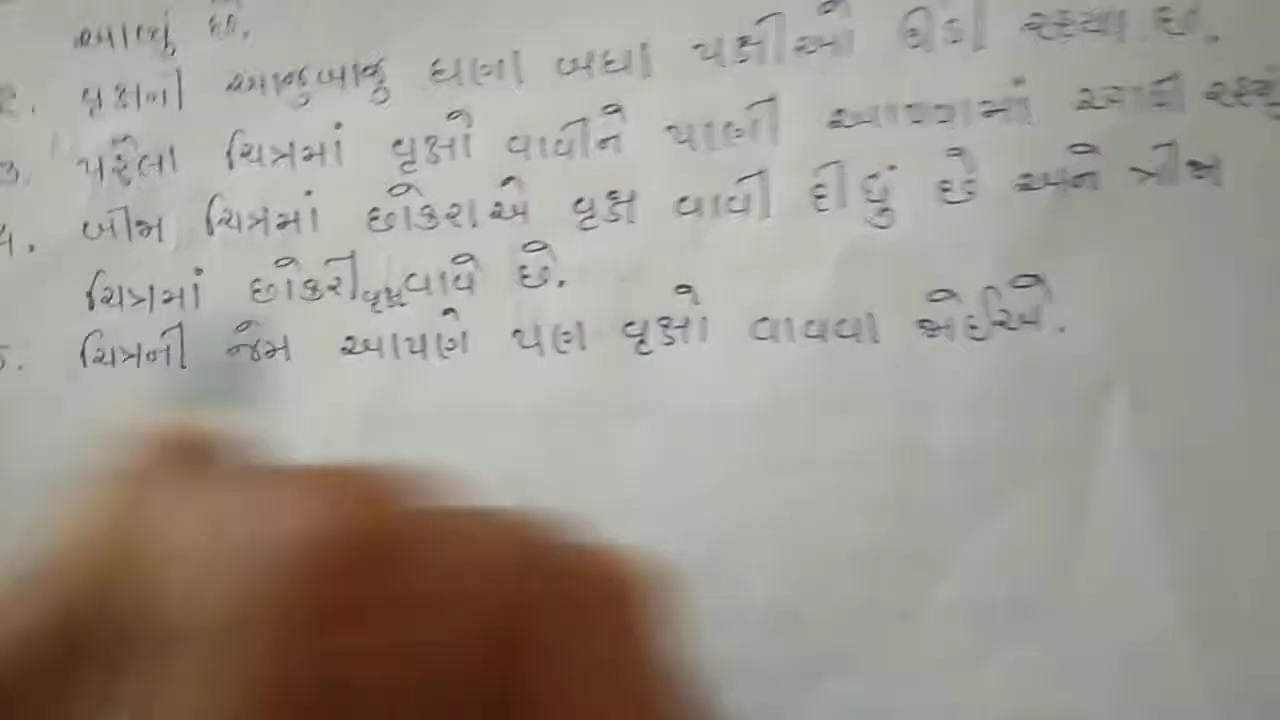 આવ્યું છે.
2. વૃક્ષની આજુબાજુ ઘણા બધા પક્ષીઓ ઊડી રહ્યા છે.
3. પહેલા ચિત્રમાં વૃક્ષો વાવીને પાણી આપવામાં આવી રહ્યું
4. બીજા ચિત્રમાં છોકરાએ વૃક્ષ વાવી દીધું છે અને ત્રીજા
ચિત્રમાં છોકરી વૃક્ષ વાવે છે.
5. ચિત્રની જેમ આપણે પણ વૃક્ષો વાવવા જોઈએ.